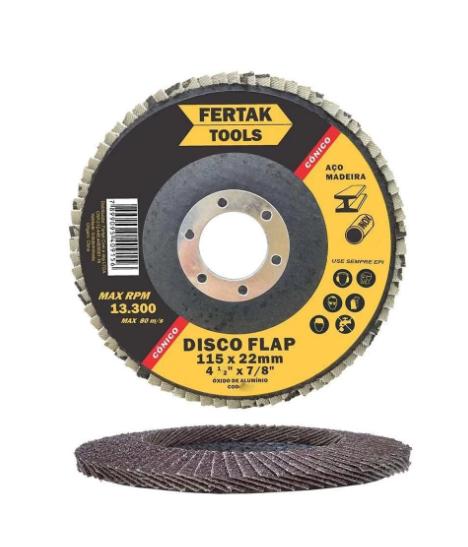 FERTAK
TOOLS
CÔNICO
AÇO
MADEIRA
INOX
USE SEMPRE EPI
MAX RPM
13.300
MAX 80 m/s
CÔNICO
DISCO FLAP
115 x 22mm
4 1/2" x 7/8"
ÓXIDO DE ALUMÍNIO
COD